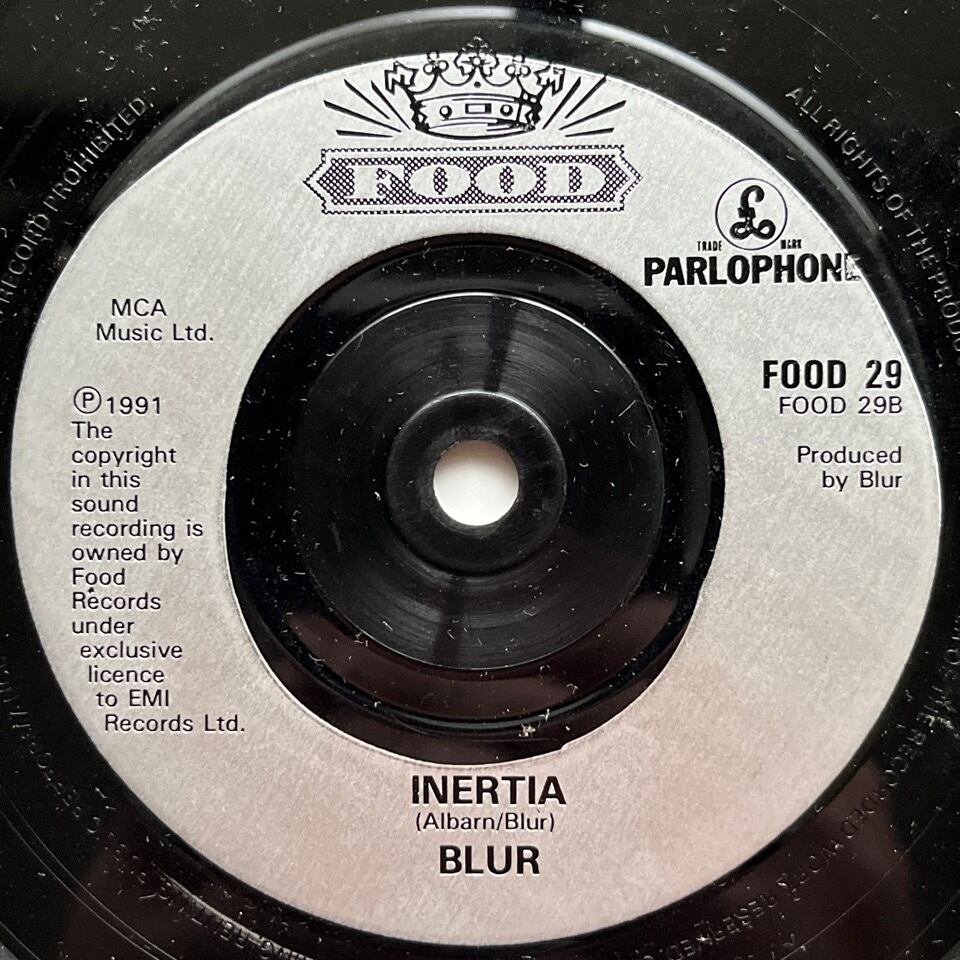 FOOD
TRADE MARK
PARLOPHONE
MCA
Music Ltd.
FOOD 29
FOOD 29B
Ⓟ1991
The
copyright
in this
sound
recording is
owned by
Food
Records
under
exclusive
licence
to EMI
Records Ltd.
Produced
by Blur
INERTIA
(Albarn/Blur)
BLUR
RECORD PROHIBITED
ALL RIGHTS OF THE